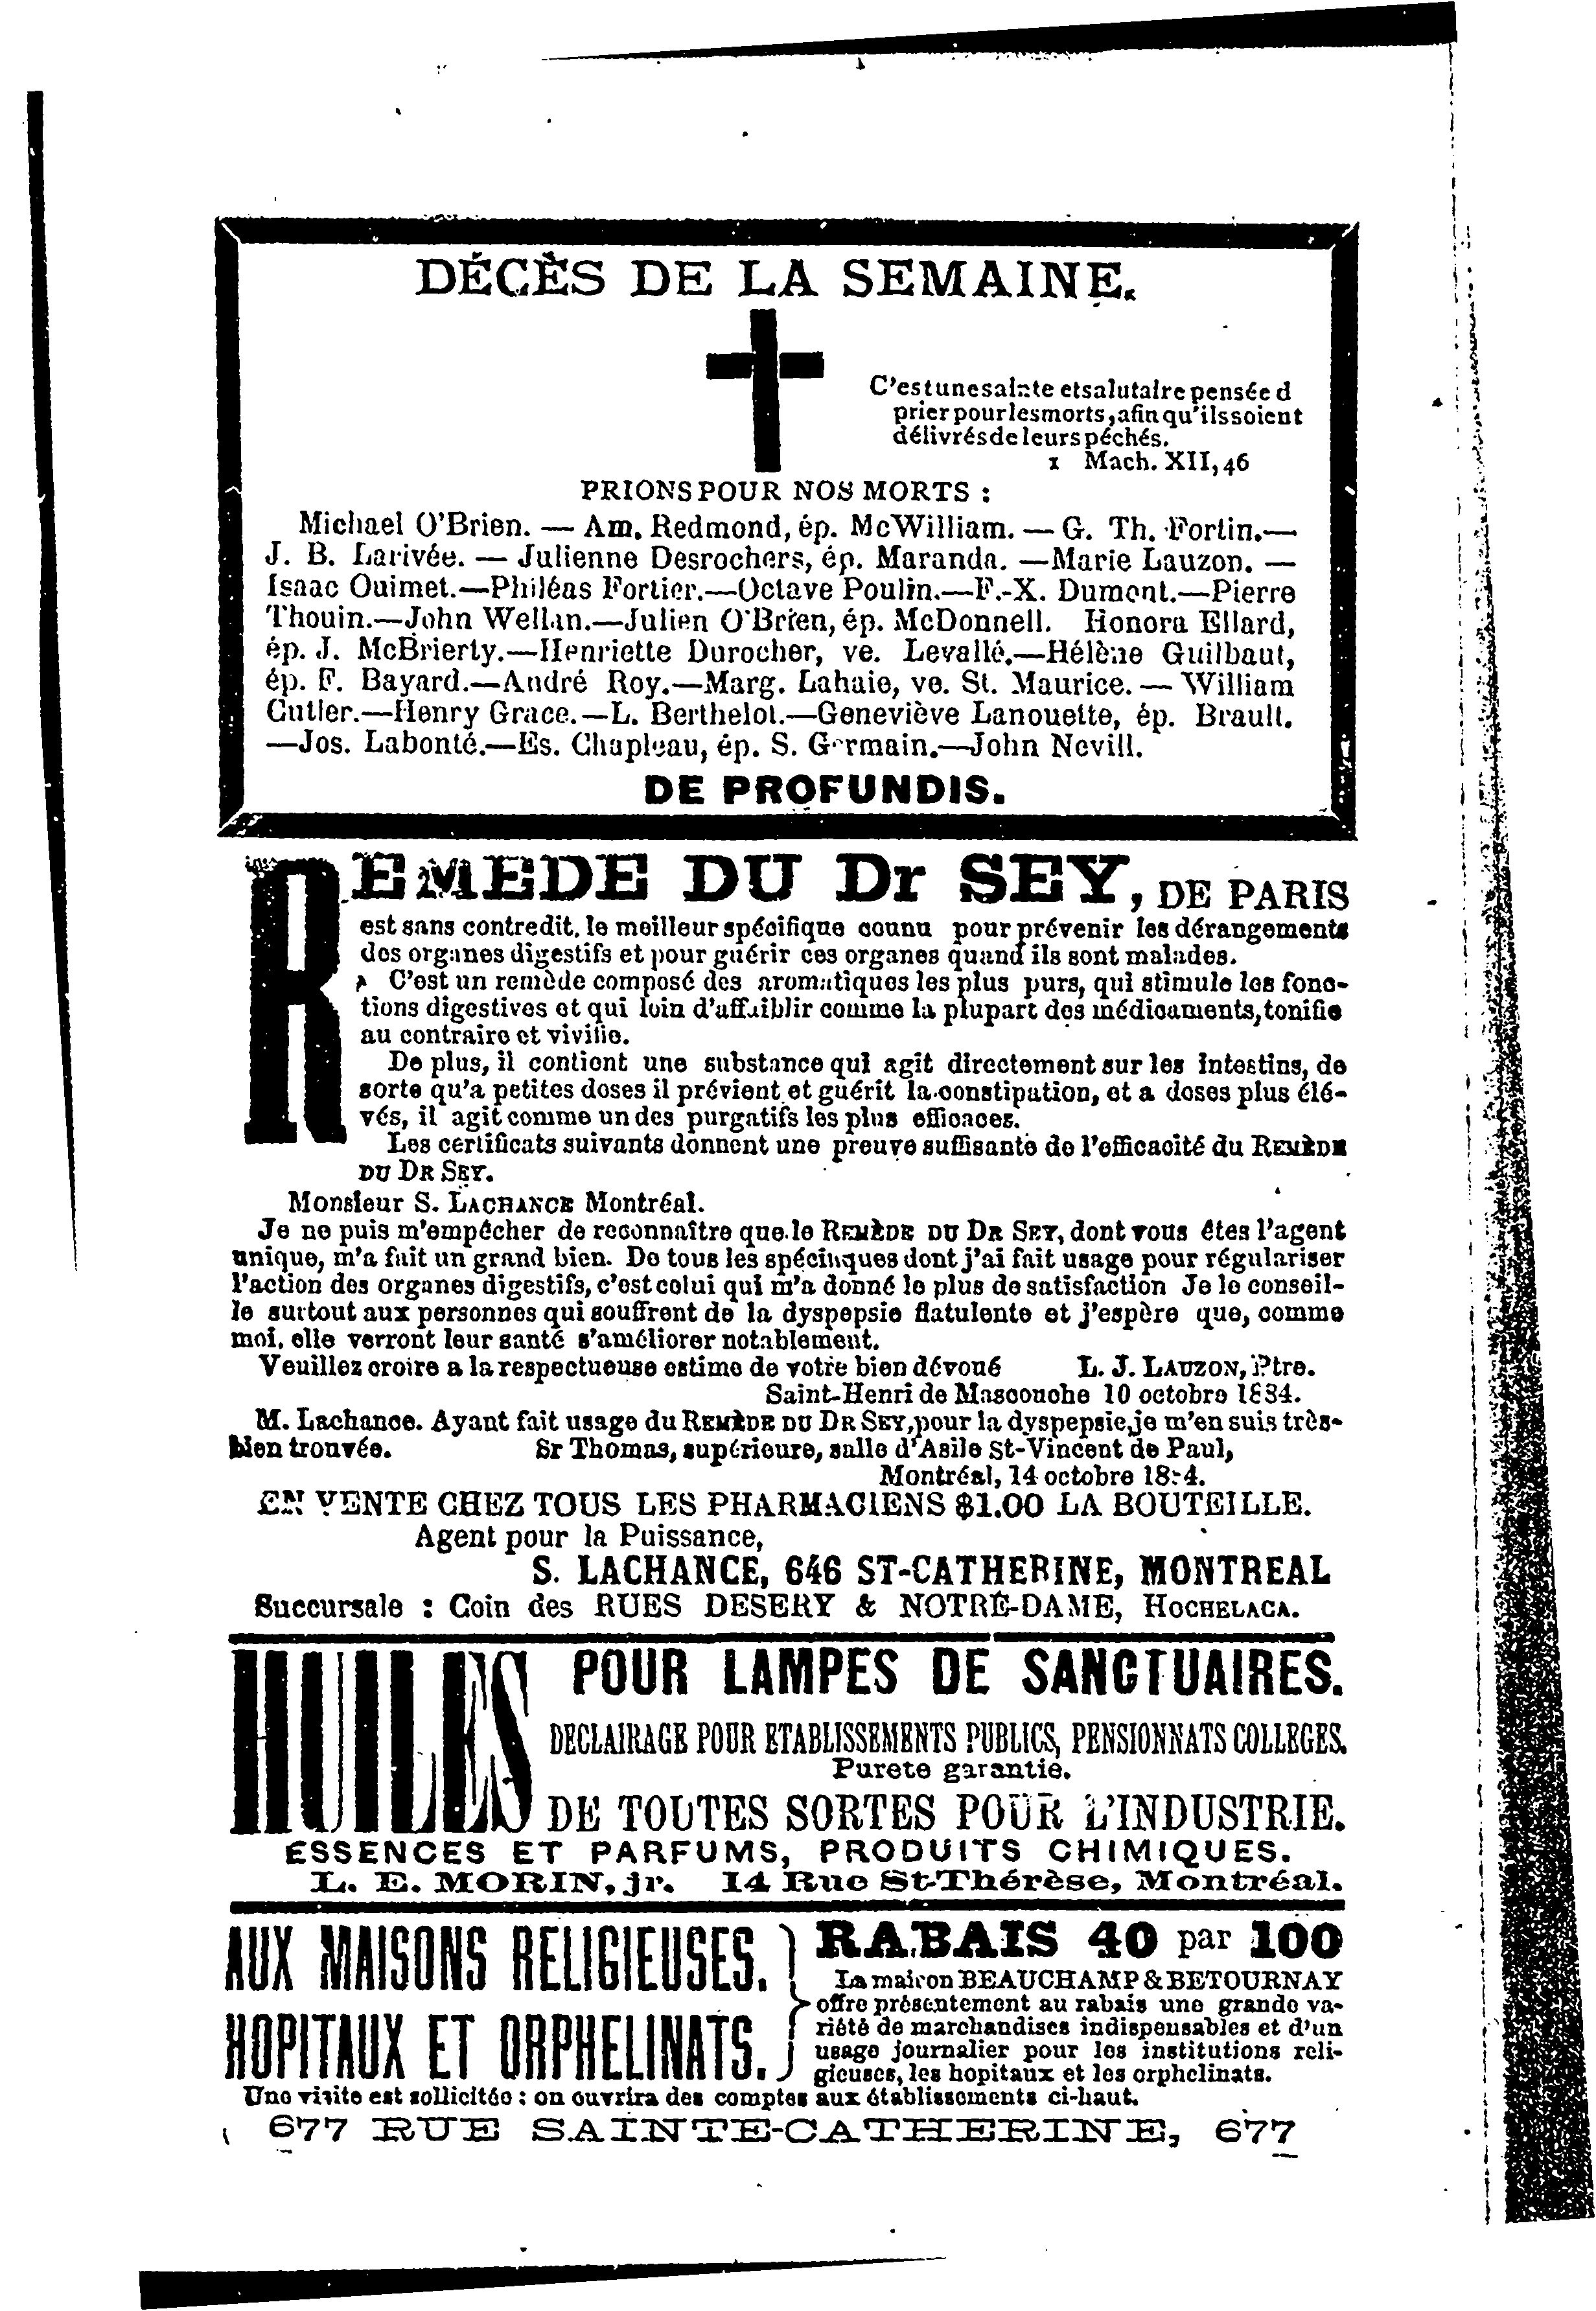 DÉCÈS DE LA SEMAINE.
C'est une sainte et salutaire pensée d
prier pour les morts, afin qu'ils soient
délivrés de leurs péchés.
I Mach. XII, 46
PRIONS POUR NOS MORTS :
Michael O'Brien. — Am. Redmond, ép. McWilliam. — G. Th. Fortin.—
J. B. Larivée. — Julienne Desrochers, ép. Maranda. —Marie Lauzon. —
Isaac Ouimet.—Philéas Fortier.—Octave Poulin.—F.-X. Dumont.—Pierre
Thouin.—John Wellan.—Julien O'Brien, ép. McDonnell. Honora Ellard,
ép. J. McBrierty.—Henriette Durocher, ve. Levallé.—Hélène Guilbaut,
ép. F. Bayard.—André Roy.—Marg. Lahaie, ve. St. Maurice. — William
Cutler.—Henry Grace.—L. Berthelot.—Geneviève Lanouette, ép. Brault.
—Jos. Labonté.—Es. Chapleau, ép. S. Germain.—John Nevill.
DE PROFUNDIS.
REMEDE DU Dr SEY, DE PARIS
est sans contredit, le meilleur spécifique connu pour prévenir les dérangements
des organes digestifs et pour guérir ces organes quand ils sont malades.
C'est un remède composé des aromatiques les plus purs, qui stimule les fonc-
tions digestives et qui loin d'affaiblir comme la plupart des médicaments, tonifie
au contraire et vivifie.
De plus, il contient une substance qui agit directement sur les intestins, de
sorte qu'a petites doses il prévient et guérit la constipation, et a doses plus élé-
vés, il agit comme un des purgatifs les plus efficaces.
Les certificats suivants donnent une preuve suffisante de l'efficacité du REMÈDE
DU DR SEY.
Monsieur S. LACHANCE Montréal.
Je ne puis m'empêcher de reconnaître que le REMÈDE DU DR SEY, dont vous êtes l'agent
unique, m'a fait un grand bien. De tous les spécifiques dont j'ai fait usage pour régulariser
l'action des organes digestifs, c'est celui qui m'a donné le plus de satisfaction Je le conseil-
le surtout aux personnes qui souffrent de la dyspepsie flatulente et j'espère que, comme
moi, elle verront leur santé s'améliorer notablement.
Veuillez croire a la respectueuse estime de votre bien dévoué L. J. LAUZON, Ptre.
Saint-Henri de Mascouche 10 octobre 1884.
M. Lachance. Ayant fait usage du REMÈDE DU DR SEY, pour la dyspepsie, je m'en suis très-
bien trouvée. Sr Thomas, supérieure, salle d'Asile St-Vincent de Paul,
Montréal, 14 octobre 1884.
EN VENTE CHEZ TOUS LES PHARMACIENS $1.00 LA BOUTEILLE.
Agent pour la Puissance,
S. LACHANCE, 646 ST-CATHERINE, MONTREAL
Succursale : Coin des RUES DESERY & NOTRE-DAME, HOCHELAGA.
HUILES POUR LAMPES DE SANCTUAIRES.
DECLAIRAGE POUR ETABLISSEMENTS PUBLICS, PENSIONNATS COLLEGES.
Purete garantie.
DE TOUTES SORTES POUR L'INDUSTRIE.
ESSENCES ET PARFUMS, PRODUITS CHIMIQUES.
L. E. MORIN, jr. 14 Rue St-Thérèse, Montréal.
AUX MAISONS RELIGIEUSES.
HOPITAUX ET ORPHELINATS.
RABAIS 40 par 100
La maison BEAUCHAMP & BETOURNAY
offre présentement au rabais une grande va-
riété de marchandises indispensables et d'un
usage journalier pour les institutions reli-
gieuses, les hopitaux et les orphelinats.
Une visite est sollicitée : on ouvrira des comptes aux établissements ci-haut.
677 RUE SAINTE-CATHERINE, 677